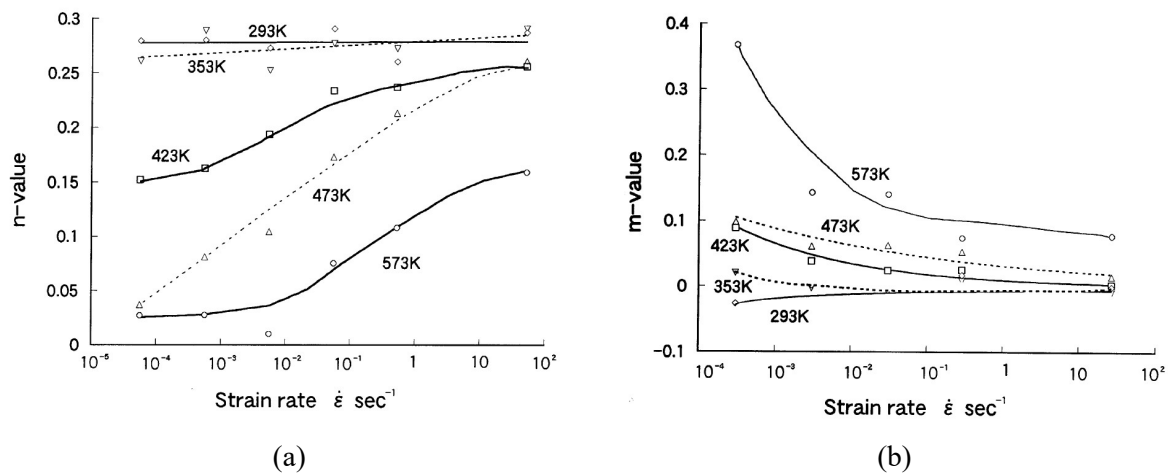 0.3
0.25
0.2
0.15
0.1
0.05
0
n-value
293K
353K
423K
473K
573K
10⁻⁵ 10⁻⁴ 10⁻³ 10⁻² 10⁻¹ 1 10 10²
Strain rate ε̇ sec⁻¹
(a)
0.4
0.3
0.2
0.1
0
−0.1
m-value
573K
473K
423K
353K
293K
10⁻⁴ 10⁻³ 10⁻² 10⁻¹ 1 10 10²
Strain rate ε̇ sec⁻¹
(b)